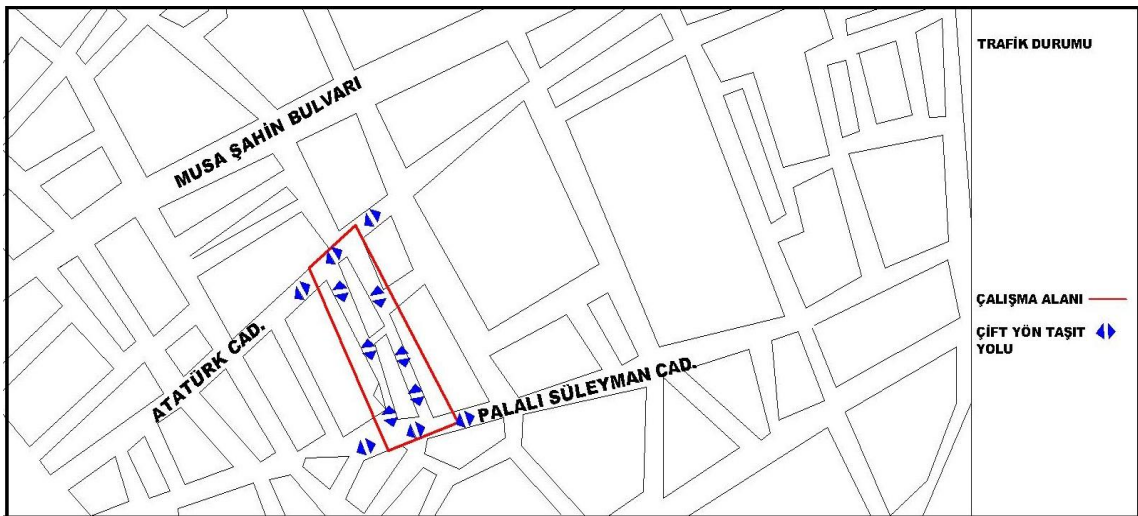 TRAFİK DURUMU
MUSA ŞAHİN BULVARI
ATATÜRK CAD.
PALALI SÜLEYMAN CAD.
ÇALIŞMA ALANI
ÇİFT YÖN TAŞIT
YOLU